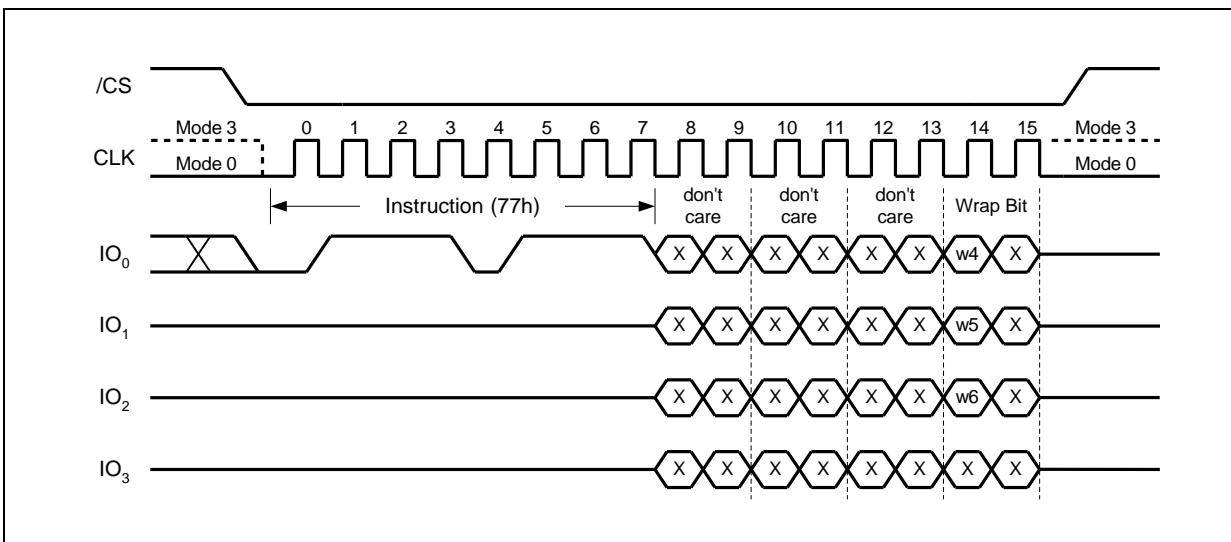 /CS
Mode 3 0 1 2 3 4 5 6 7 8 9 10 11 12 13 14 15 Mode 3
CLK
Mode 0 Mode 0
Instruction (77h) don't care don't care don't care Wrap Bit
IO0 X X X X X X w4 X
IO1 X X X X X X w5 X
IO2 X X X X X X w6 X
IO3 X X X X X X X X